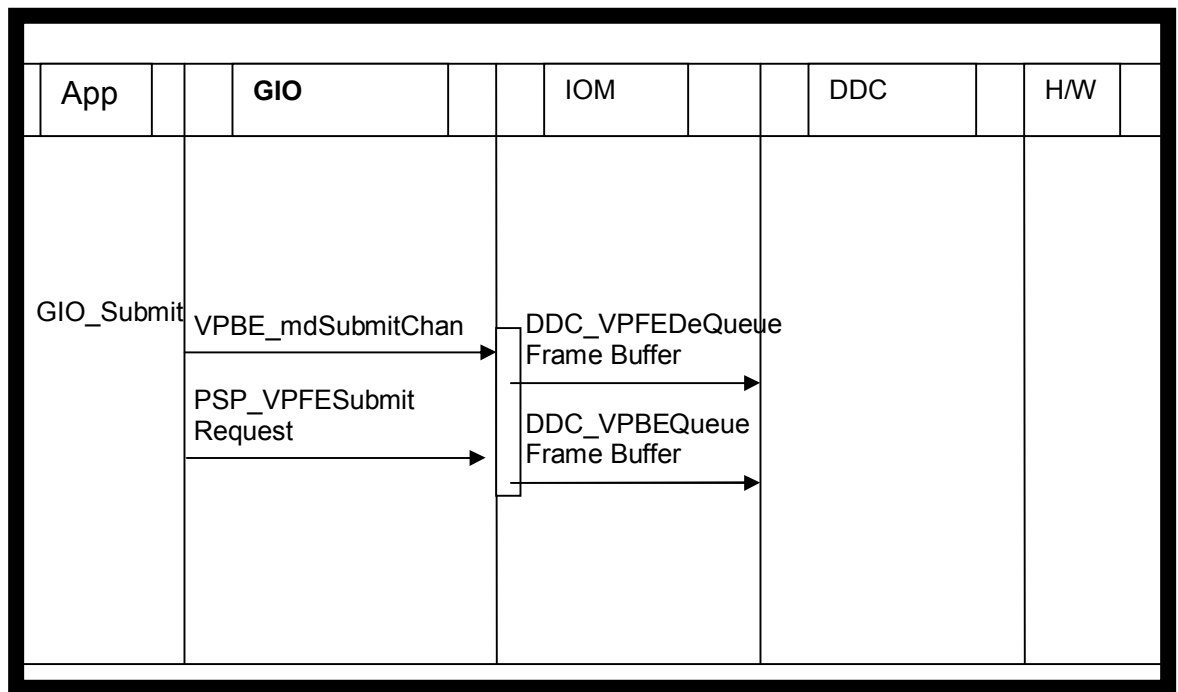 App
GIO
IOM
DDC
H/W
GIO_Submit
VPBE_mdSubmitChan
DDC_VPFEDeQueue
Frame Buffer
PSP_VPFESubmit
Request
DDC_VPBEQueue
Frame Buffer